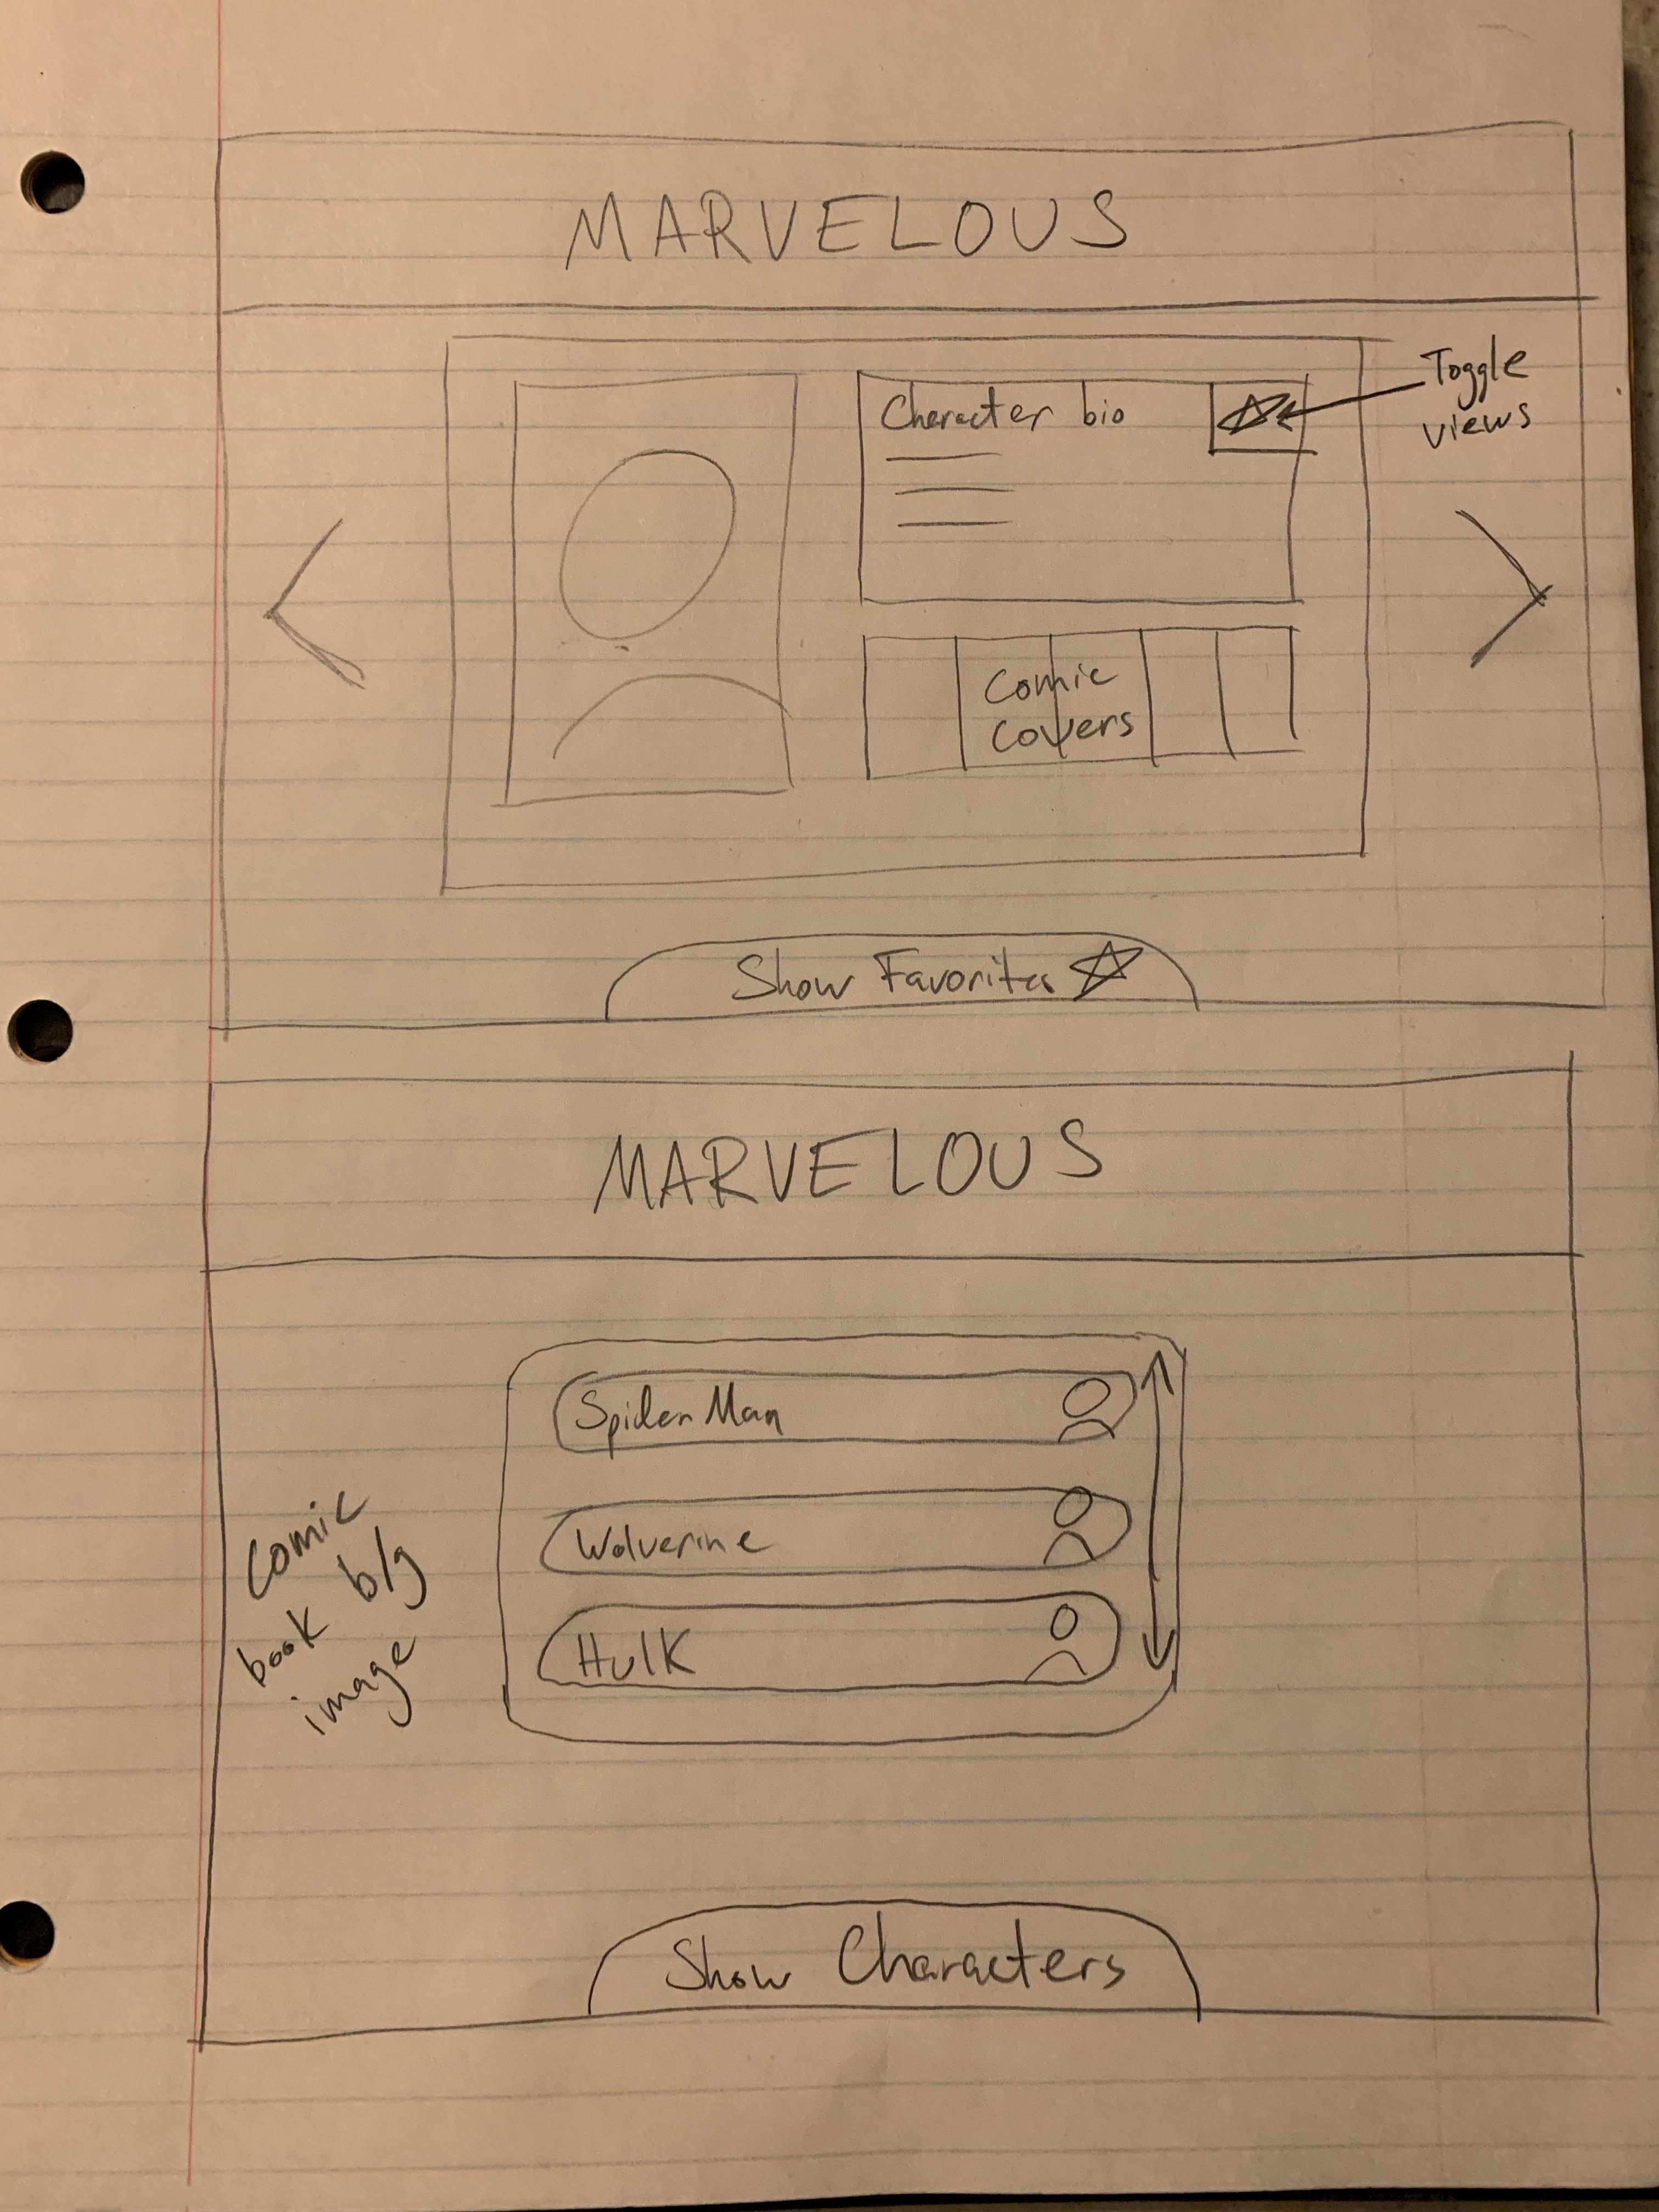 MARVELOUS
Character bio
Toggle
views
Comic
Covers
Show Favorites
MARVELOUS
Spider Man
Wolverine
Hulk
Comic
book b/g
image
Show Characters